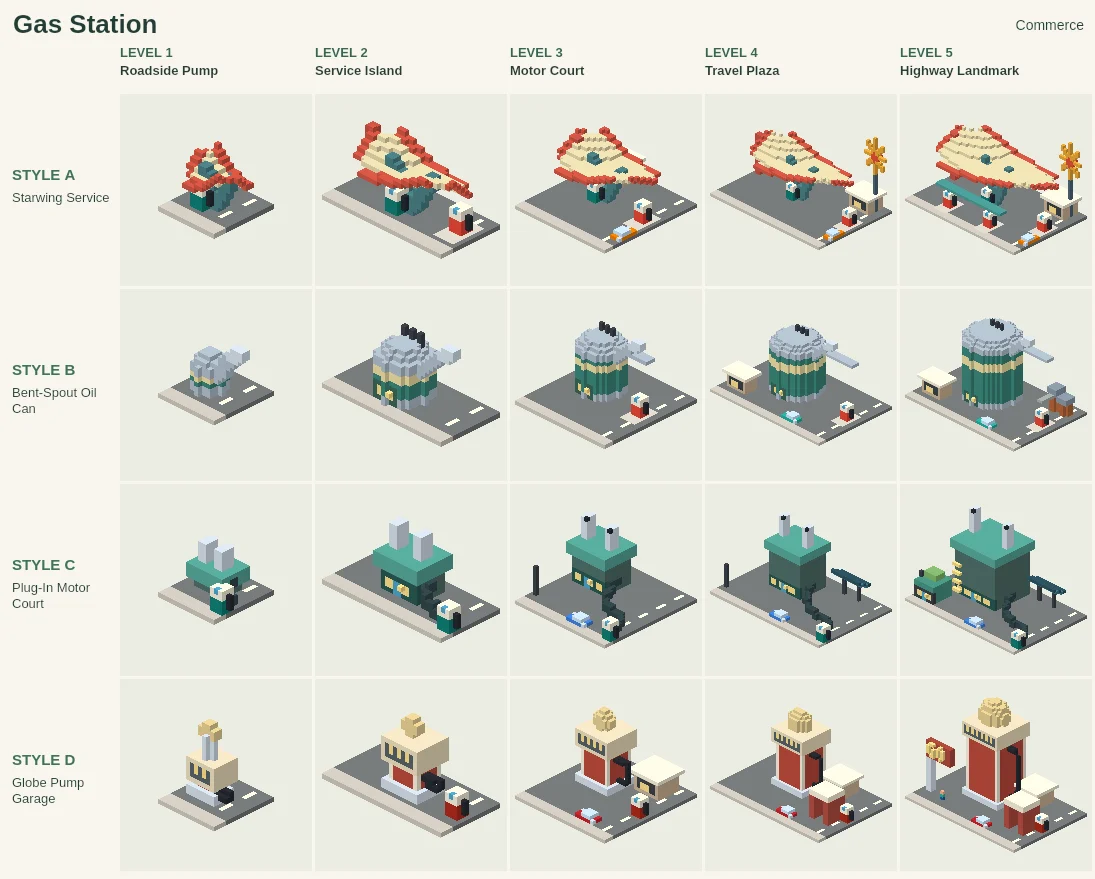 Gas Station
Commerce
LEVEL 1
Roadside Pump
LEVEL 2
Service Island
LEVEL 3
Motor Court
LEVEL 4
Travel Plaza
LEVEL 5
Highway Landmark
STYLE A
Starwing Service
STYLE B
Bent-Spout Oil
Can
STYLE C
Plug-In Motor
Court
STYLE D
Globe Pump
Garage